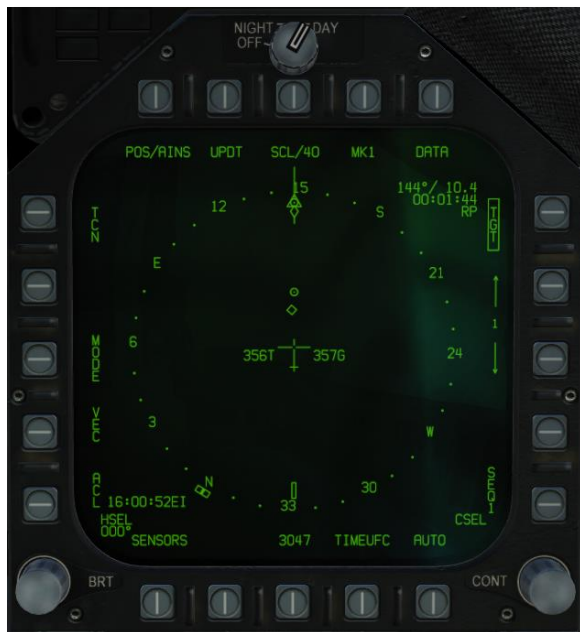 NIGHT DAY
OFF
POS/AINS UPDT SCL/40 MK1 DATA
144°/ 10.4
00:01:44
RP
TCN
TGT
12 15 S
E 21
1
6 24
MODE
356T 357G
3 W
VEC
N 33 30
ACL
SEQ1
16:00:52EI
HSEL
000°
CSEL
SENSORS 3047 TIMEUFC AUTO
BRT CONT